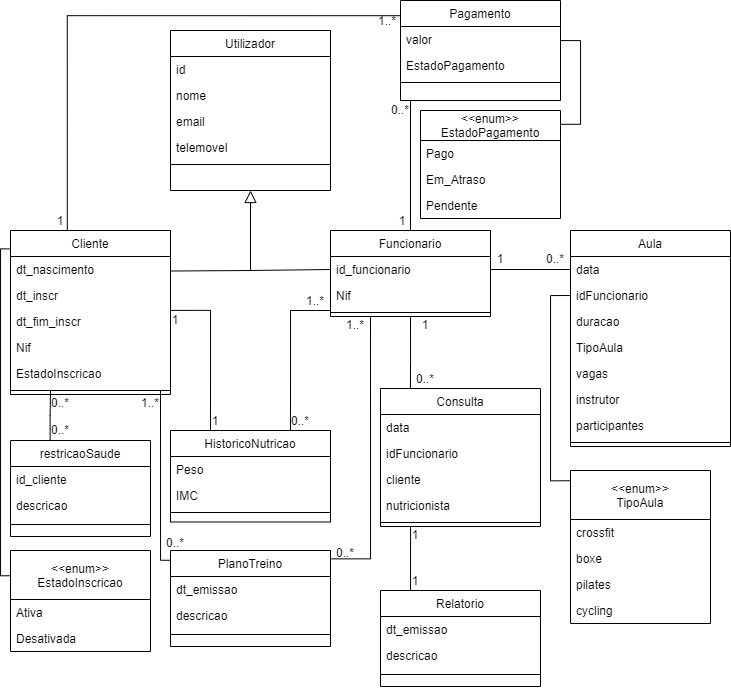 Pagamento
valor
EstadoPagamento
1..*
0..*
<<enum>>
EstadoPagamento
Pago
Em_Atraso
Pendente
Utilizador
id
nome
email
telemovel
1
1
Cliente
dt_nascimento
dt_inscr
dt_fim_inscr
Nif
EstadoInscricao
Funcionario
id_funcionario
Nif
1
0..*
Aula
data
idFuncionario
duracao
TipoAula
vagas
instrutor
participantes
1
1..*
1..*
1
0..*
0..*
1..*
0..*
1
0..*
restricaoSaude
id_cliente
descricao
HistoricoNutricao
Peso
IMC
Consulta
data
idFuncionario
cliente
nutricionista
<<enum>>
TipoAula
crossfit
boxe
pilates
cycling
<<enum>>
EstadoInscricao
Ativa
Desativada
0..*
0..*
PlanoTreino
dt_emissao
descricao
1
1
Relatorio
dt_emissao
descricao